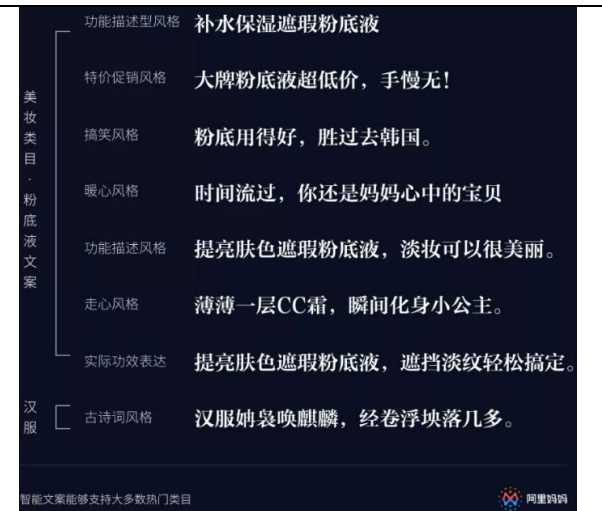 功能描述型风格 补水保湿遮瑕粉底液
特价促销风格 大牌粉底液超低价，手慢无!
搞笑风格 粉底用得好，胜过去韩国。
暖心风格 时间流过，你还是妈妈心中的宝贝
功能描述风格 提亮肤色遮瑕粉底液，淡妆可以很美丽。
走心风格 薄薄一层CC霜，瞬间化身小公主。
实际功效表达 提亮肤色遮瑕粉底液，遮挡淡纹轻松搞定。
美妆类目·粉底液文案
古诗词风格 汉服妠袅唤麒麟，经卷浮坱落几多。
汉服
智能文案能够支持大多数热门类目
阿里妈妈